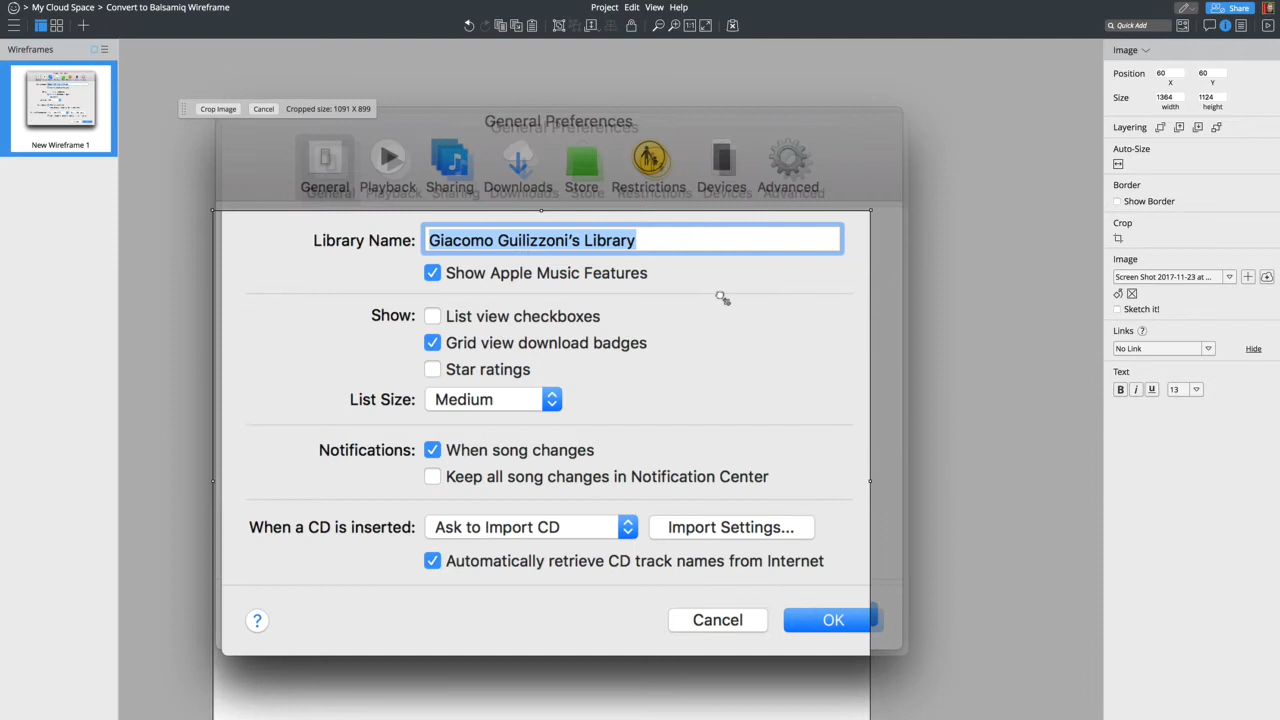 My Cloud Space > Convert to Balsamiq Wireframe
Project Edit View Help
Share
Quick Add
Wireframes
New Wireframe 1
Crop Image Cancel Cropped size: 1091 X 899
General Preferences
General Playback Sharing Downloads Store Restrictions Devices Advanced
Library Name: Giacomo Guilizzoni's Library
Show Apple Music Features
Show: List view checkboxes
Grid view download badges
Star ratings
List Size: Medium
Notifications: When song changes
Keep all song changes in Notification Center
When a CD is inserted: Ask to Import CD Import Settings...
Automatically retrieve CD track names from Internet
? Cancel OK
Image
Position 60 60
X Y
Size 1364 1124
width height
Layering
Auto-Size
Border
Show Border
Crop
Image
Screen Shot 2017-11-23 at ...
Sketch it!
Links ?
No Link Hide
Text
B i U 13